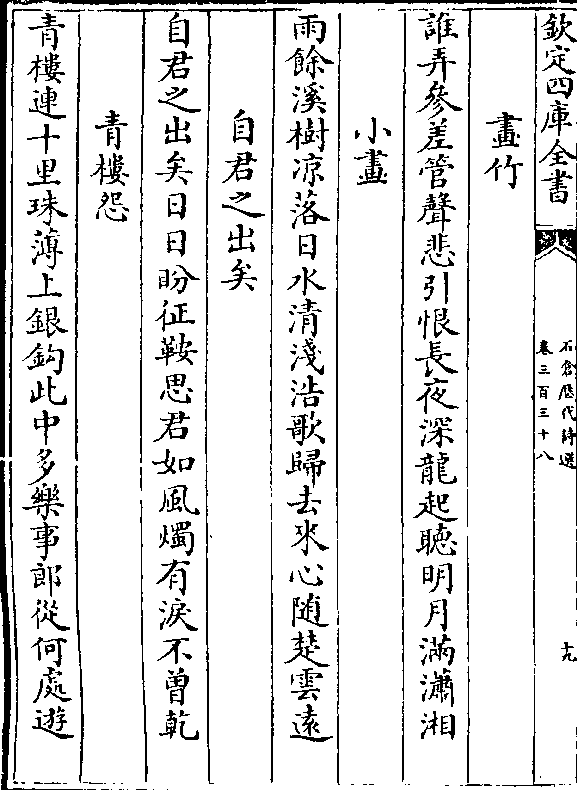 欽定四庫全書
石倉歷代詩選
卷三百三十八
十九
畫竹
誰弄參差管聲悲引恨長夜深龍起聽明月滿瀟湘
小畫
雨餘溪樹凉落日水清淺浩歌歸去來心随楚雲遠
自君之出矣
自君之出矣日日盼征鞍思君如風燭有淚不曾乾
青樓怨
青樓連十里珠薄上銀鈎此中多樂事郎從何處遊